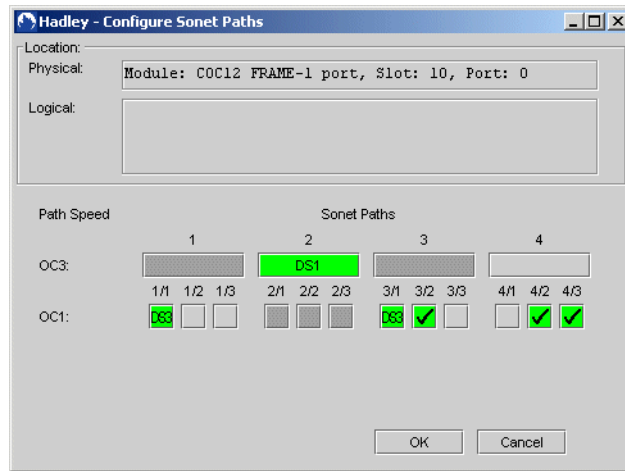 Hadley - Configure Sonet Paths
Location:
Physical:
Module: COC12 FRAME-1 port, Slot: 10, Port: 0
Logical:
Path Speed Sonet Paths
1 2 3 4
OC3: DS1
1/1 1/2 1/3 2/1 2/2 2/3 3/1 3/2 3/3 4/1 4/2 4/3
OC1: DS3 DS3
OK Cancel